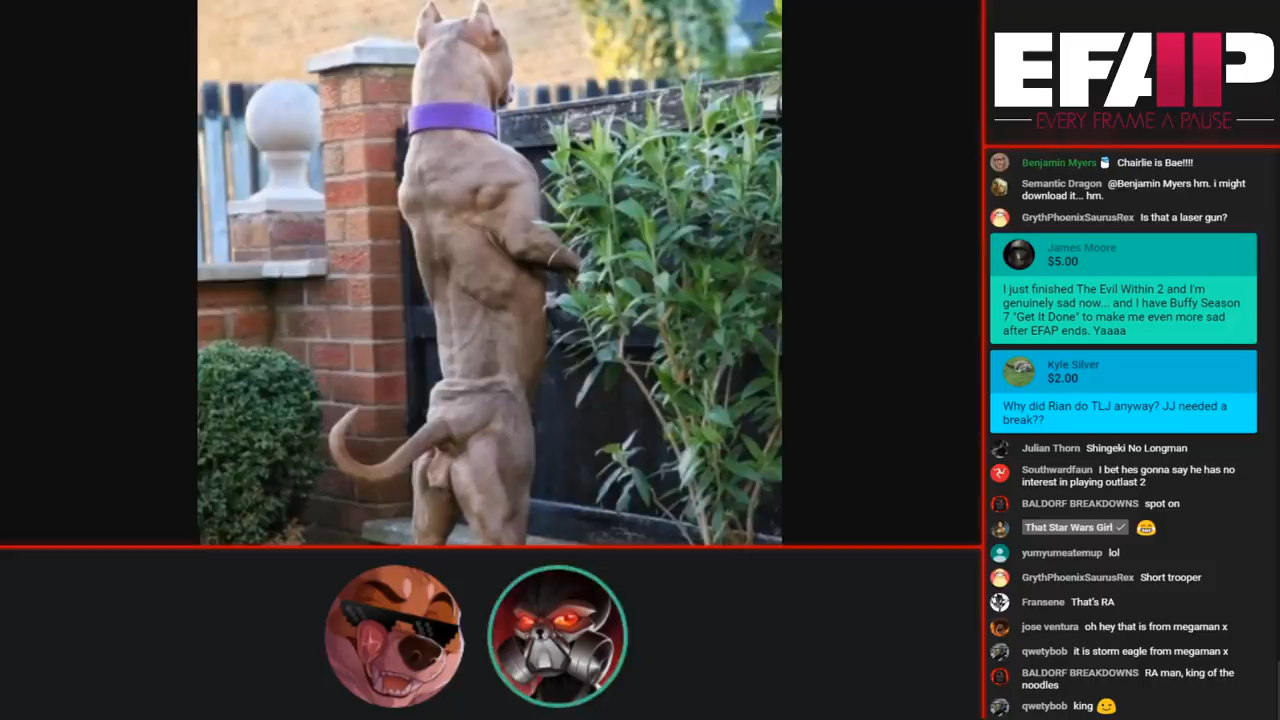 EFAP
EVERY FRAME A PAUSE
Benjamin Myers Chairlie is Bae!!!!
Semantic Dragon @Benjamin Myers hm. i might
download it... hm.
GrythPhoenixSaurusRex Is that a laser gun?
James Moore
$5.00
I just finished The Evil Within 2 and I'm
genuinely sad now... and I have Buffy Season
7 "Get It Done" to make me even more sad
after EFAP ends. Yaaaa
Kyle Silver
$2.00
Why did Rian do TLJ anyway? JJ needed a
break??
Julian Thorn Shingeki No Longman
Southwardfaun I bet hes gonna say he has no
interest in playing outlast 2
BALDORF BREAKDOWNS spot on
That Star Wars Girl ✓ 😁
yumyumeatemup lol
GrythPhoenixSaurusRex Short trooper
Fransene That's RA
jose ventura oh hey that is from megaman x
qwetybob it is storm eagle from megaman x
BALDORF BREAKDOWNS RA man, king of the
noodles
qwetybob king